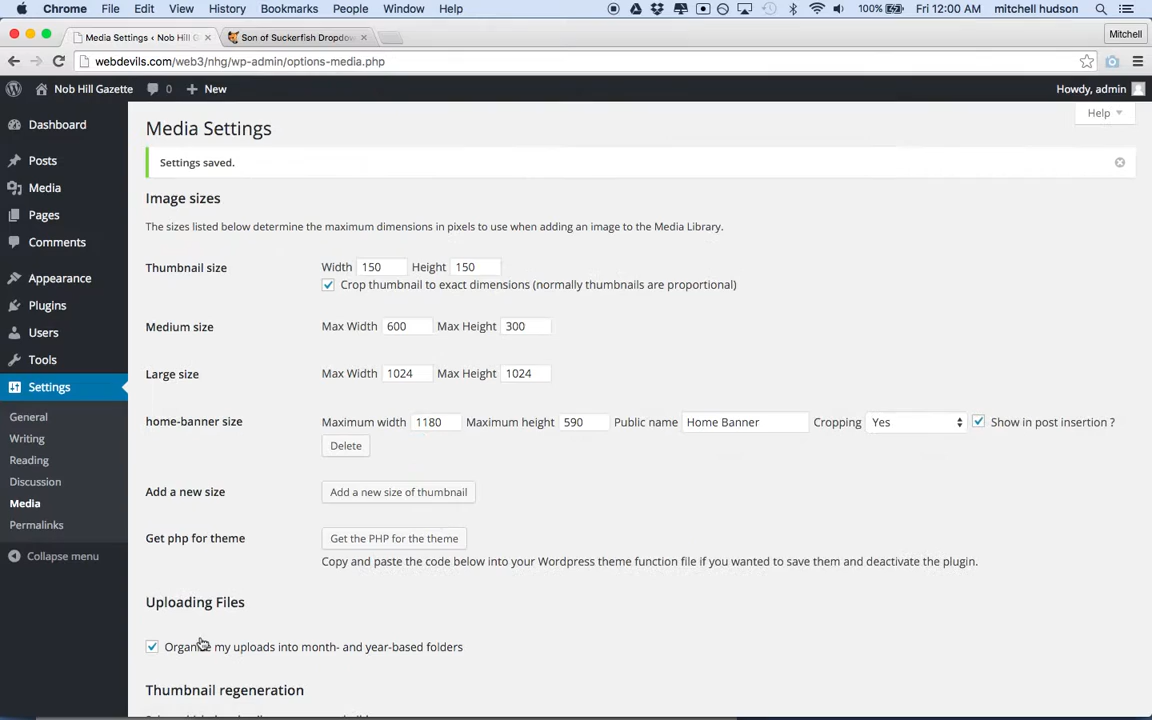 Chrome File Edit View History Bookmarks People Window Help 100% Fri 12:00 AM mitchell hudson
Media Settings ‹ Nob Hill G × Son of Suckerfish Dropdow × Mitchell
webdevils.com/web3/nhg/wp-admin/options-media.php
Nob Hill Gazette 0 + New Howdy, admin
Help
Dashboard
Posts
Media
Pages
Comments
Appearance
Plugins
Users
Tools
Settings
General
Writing
Reading
Discussion
Media
Permalinks
Collapse menu
Media Settings
Settings saved.
Image sizes
The sizes listed below determine the maximum dimensions in pixels to use when adding an image to the Media Library.
Thumbnail size Width 150 Height 150
Crop thumbnail to exact dimensions (normally thumbnails are proportional)
Medium size Max Width 600 Max Height 300
Large size Max Width 1024 Max Height 1024
home-banner size Maximum width 1180 Maximum height 590 Public name Home Banner Cropping Yes Show in post insertion ?
Delete
Add a new size Add a new size of thumbnail
Get php for theme Get the PHP for the theme
Copy and paste the code below into your Wordpress theme function file if you wanted to save them and deactivate the plugin.
Uploading Files
Organize my uploads into month- and year-based folders
Thumbnail regeneration